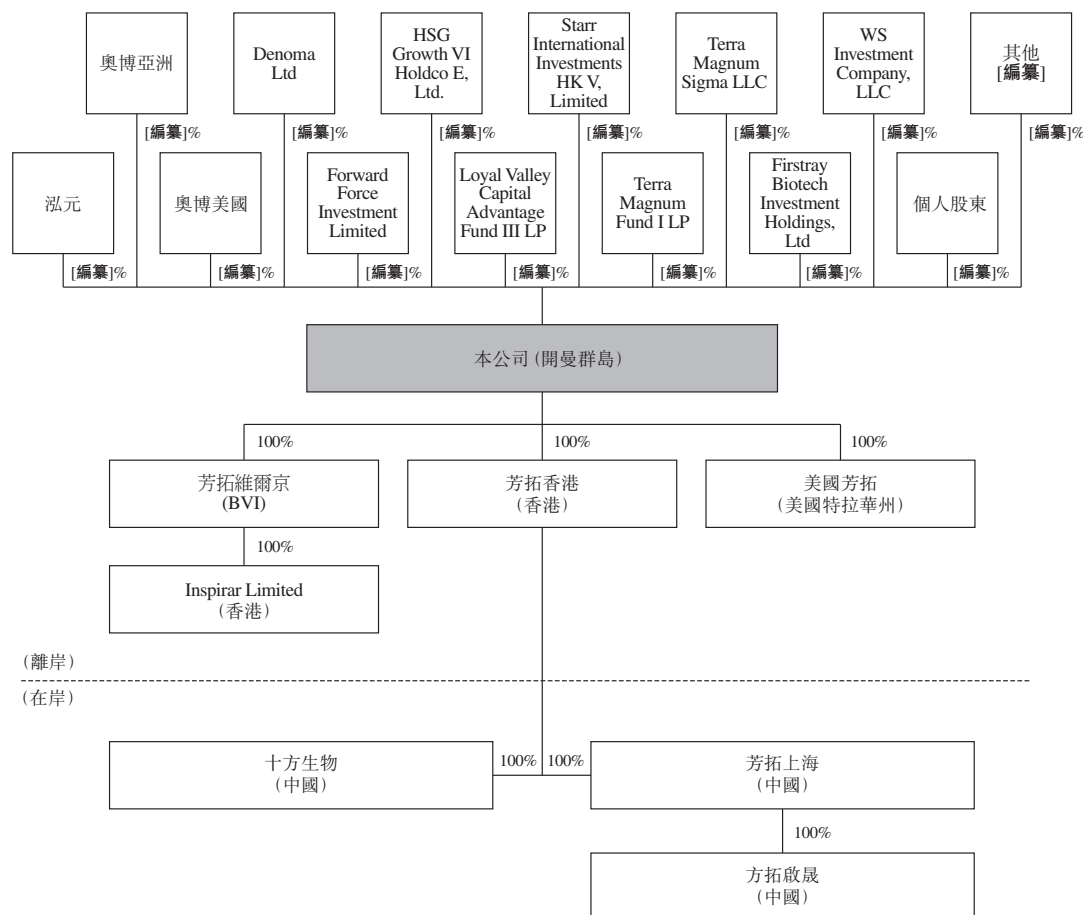 奧博亞洲
Denoma
Ltd
HSG
Growth VI
Holdco E,
Ltd.
Starr
International
Investments
HK V,
Limited
Terra
Magnum
Sigma LLC
WS
Investment
Company,
LLC
其他
[編纂]
[編纂]%
[編纂]%
[編纂]%
[編纂]%
[編纂]%
[編纂]%
[編纂]%
泓元
奧博美國
Forward
Force
Investment
Limited
Loyal Valley
Capital
Advantage
Fund III LP
Terra
Magnum
Fund I LP
Firstray
Biotech
Investment
Holdings,
Ltd
個人股東
[編纂]%
[編纂]%
[編纂]%
[編纂]%
[編纂]%
[編纂]%
[編纂]%
本公司(開曼群島)
100%
100%
100%
芳拓維爾京
(BVI)
芳拓香港
(香港)
美國芳拓
(美國特拉華州)
100%
Inspirar Limited
(香港)
(離岸)
(在岸)
十方生物
(中國)
100%
100%
芳拓上海
(中國)
100%
方拓啟晟
(中國)